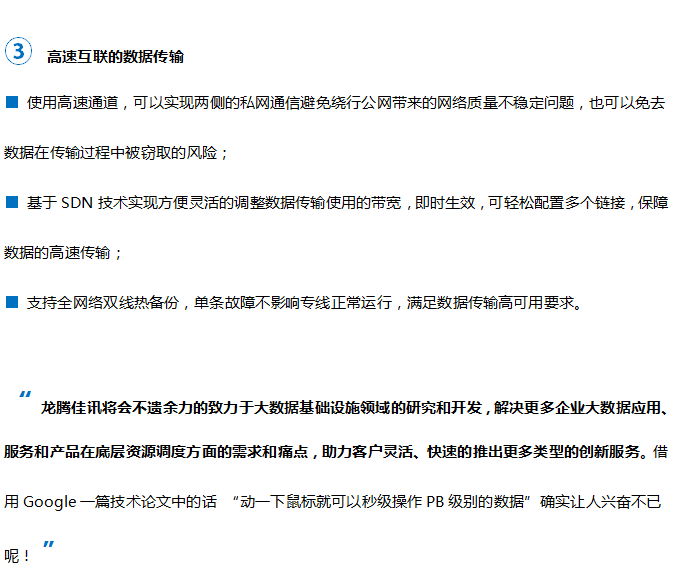 ③ 高速互联的数据传输
■ 使用高速通道，可以实现两侧的私网通信避免绕行公网带来的网络质量不稳定问题，也可以免去
数据在传输过程中被窃取的风险；
■ 基于 SDN 技术实现方便灵活的调整数据传输使用的带宽，即时生效，可轻松配置多个链接，保障
数据的高速传输；
■ 支持全网络双线热备份，单条故障不影响专线正常运行，满足数据传输高可用要求。
“ 龙腾佳讯将会不遗余力的致力于大数据基础设施领域的研究和开发，解决更多企业大数据应用、
服务和产品在底层资源调度方面的需求和痛点，助力客户灵活、快速的推出更多类型的创新服务。借
用 Google 一篇技术论文中的话 “动一下鼠标就可以秒级操作 PB 级别的数据” 确实让人兴奋不已
呢！ ”